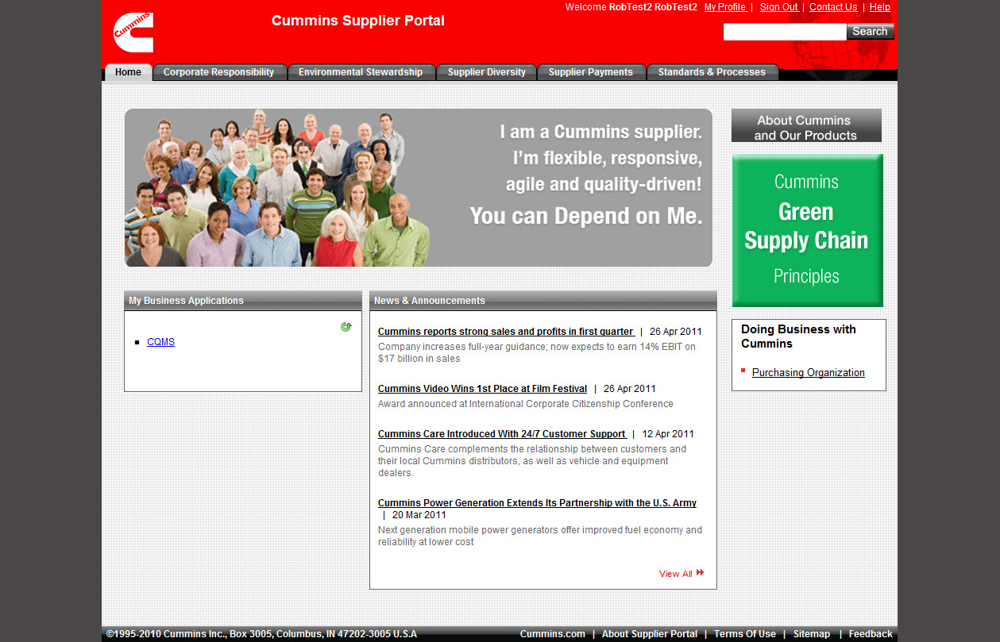 Welcome RobTest2 RobTest2 My Profile | Sign Out | Contact Us | Help
Cummins
Cummins Supplier Portal
Search
Home
Corporate Responsibility
Environmental Stewardship
Supplier Diversity
Supplier Payments
Standards & Processes
I am a Cummins supplier.
I'm flexible, responsive,
agile and quality-driven!
You can Depend on Me.
About Cummins
and Our Products
Cummins
Green
Supply Chain
Principles
My Business Applications
CQMS
News & Announcements
Cummins reports strong sales and profits in first quarter | 26 Apr 2011
Company increases full-year guidance; now expects to earn 14% EBIT on
$17 billion in sales
Cummins Video Wins 1st Place at Film Festival | 26 Apr 2011
Award announced at International Corporate Citizenship Conference
Cummins Care Introduced With 24/7 Customer Support | 12 Apr 2011
Cummins Care complements the relationship between customers and
their local Cummins distributors, as well as vehicle and equipment
dealers.
Cummins Power Generation Extends Its Partnership with the U.S. Army
| 20 Mar 2011
Next generation mobile power generators offer improved fuel economy and
reliability at lower cost
View All
Doing Business with
Cummins
Purchasing Organization
©1995-2010 Cummins Inc., Box 3005, Columbus, IN 47202-3005 U.S.A
Cummins.com | About Supplier Portal | Terms Of Use | Sitemap | Feedback